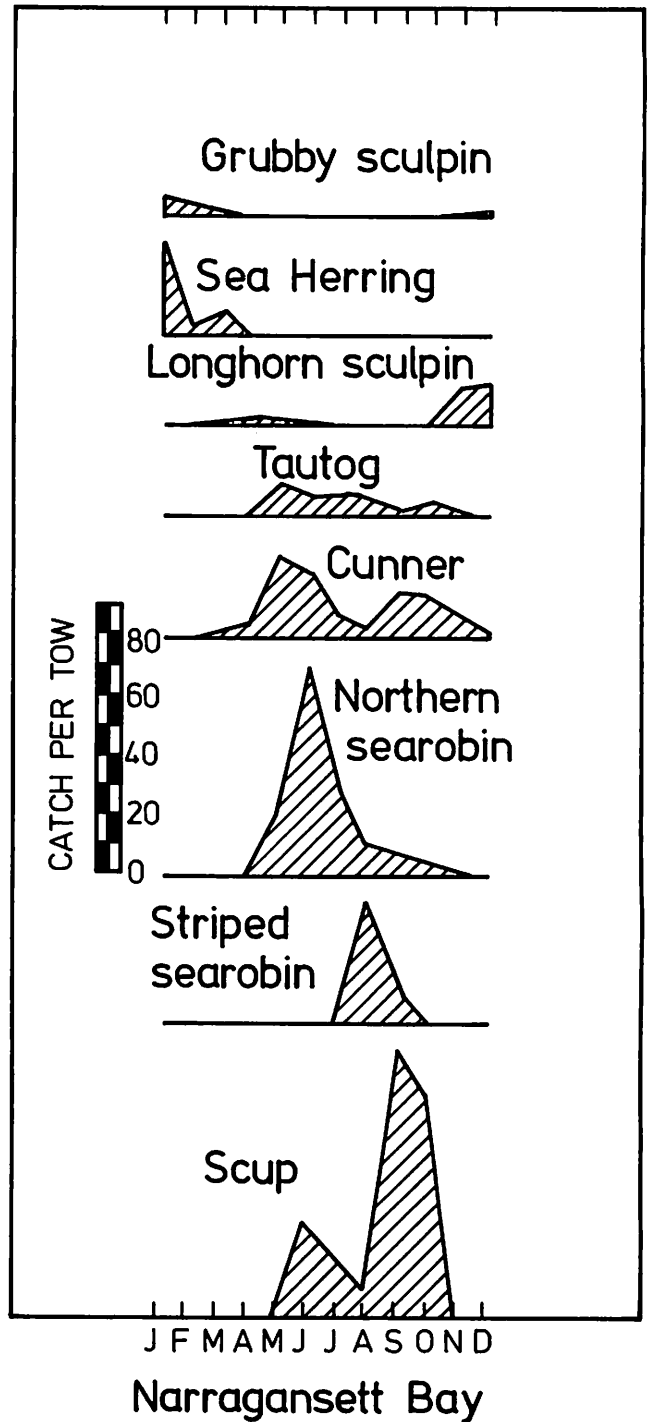 Grubby sculpin
Sea Herring
Longhorn sculpin
Tautog
Cunner
CATCH PER TOW
80
60
40
20
0
Northern
searobin
Striped
searobin
Scup
J F M A M J J A S O N D
Narragansett Bay